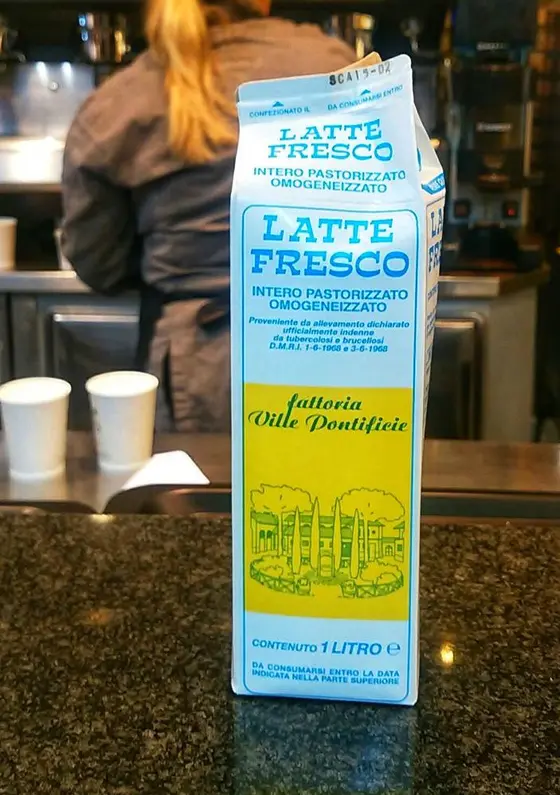 SCA15-02
CONFEZIONATO IL
DA CONSUMARSI ENTRO
LATTE
FRESCO
INTERO PASTORIZZATO
OMOGENEIZZATO
LATTE
FRESCO
INTERO PASTORIZZATO
OMOGENEIZZATO
Proveniente da allevamento dichiarato
ufficialmente indenne
da tubercolosi e brucellosi
D.M.R.I. 1-6-1968 e 3-6-1968
fattoria
Ville Pontificie
CONTENUTO 1 LITRO ℮
DA CONSUMARSI ENTRO LA DATA
INDICATA NELLA PARTE SUPERIORE